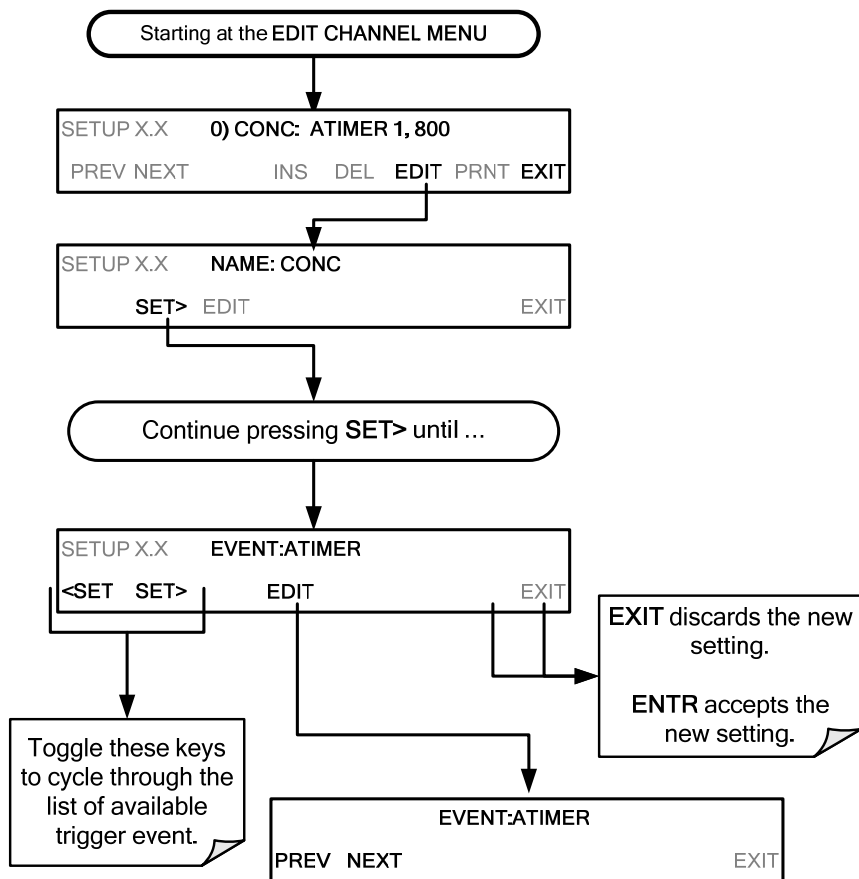 Starting at the EDIT CHANNEL MENU
SETUP X.X 0) CONC: ATIMER 1, 800
PREV NEXT INS DEL EDIT PRNT EXIT
SETUP X.X NAME: CONC
SET> EDIT EXIT
Continue pressing SET> until ...
SETUP X.X EVENT:ATIMER
<SET SET> EDIT EXIT
EXIT discards the new
setting.
ENTR accepts the
new setting.
Toggle these keys
to cycle through the
list of available
trigger event.
EVENT:ATIMER
PREV NEXT EXIT